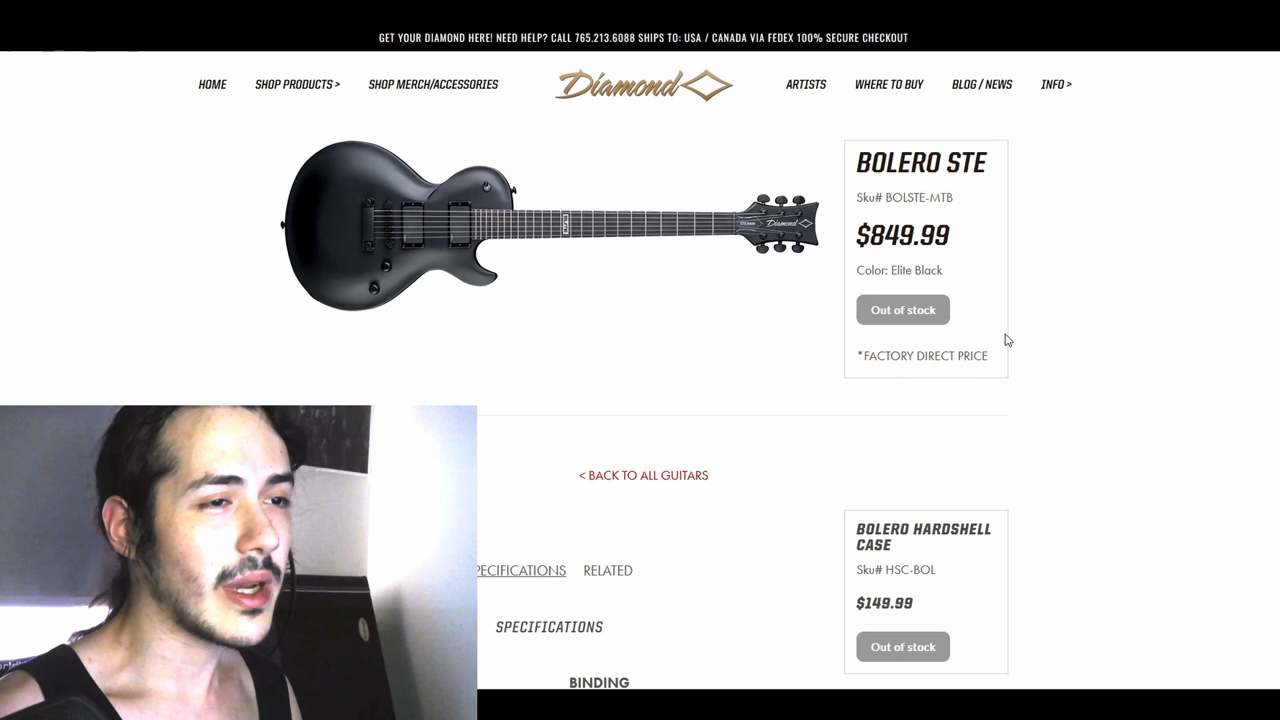 GET YOUR DIAMOND HERE! NEED HELP? CALL 765.213.6088 SHIPS TO: USA / CANADA VIA FEDEX 100% SECURE CHECKOUT
HOME SHOP PRODUCTS > SHOP MERCH/ACCESSORIES Diamond ARTISTS WHERE TO BUY BLOG / NEWS INFO >
Diamond
BOLERO STE
Sku# BOLSTE-MTB
$849.99
Color: Elite Black
Out of stock
*FACTORY DIRECT PRICE
< BACK TO ALL GUITARS
PECIFICATIONS RELATED
SPECIFICATIONS
BINDING
BOLERO HARDSHELL
CASE
Sku# HSC-BOL
$149.99
Out of stock